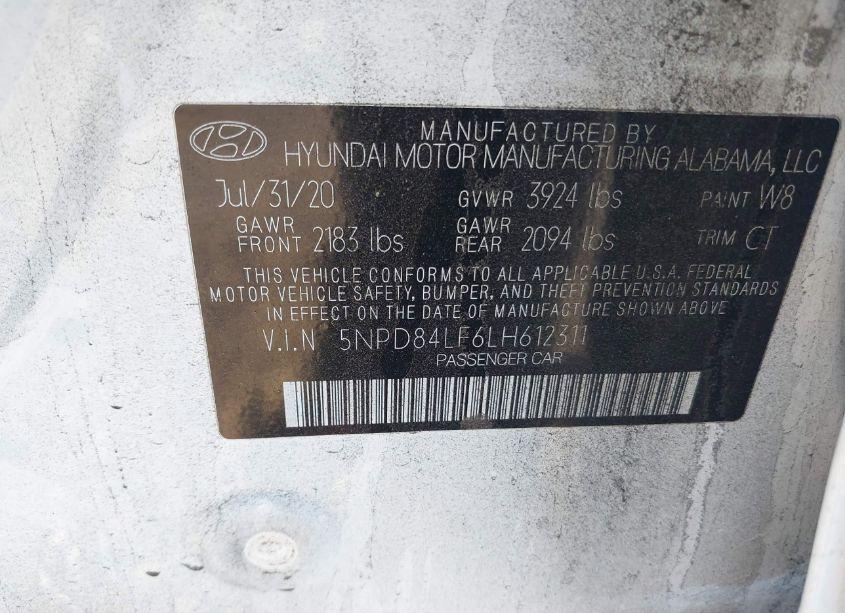 MANUFACTURED BY
HYUNDAI MOTOR MANUFACTURING ALABAMA, LLC
Jul/31/20 GVWR 3924 lbs PAINT W8
GAWR FRONT 2183 lbs GAWR REAR 2094 lbs TRIM CT
THIS VEHICLE CONFORMS TO ALL APPLICABLE U.S.A. FEDERAL
MOTOR VEHICLE SAFETY, BUMPER, AND THEFT PREVENTION STANDARDS
IN EFFECT ON THE DATE OF MANUFACTURE SHOWN ABOVE.
V.I.N 5NPD84LF6LH612311
PASSENGER CAR